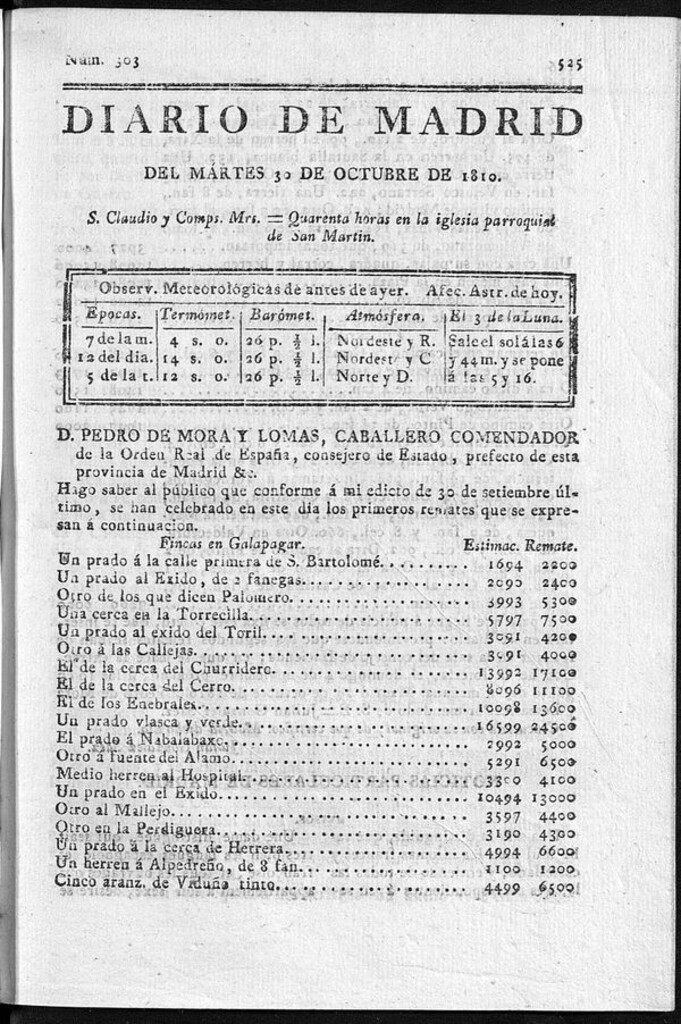 Núm. 303 525
DIARIO DE MADRID
DEL MARTES 30 DE OCTUBRE DE 1810.
S. Claudio y Comps. Mrs. = Quarenta horas en la iglesia parroquial
de San Martin.
Observ. Meteorológicas de antes de ayer. Afec. Astr. de hoy.
Epocas. Termómet. Barómet. Atmósfera. El 3 de la Luna.
7 de la m. 4 s. 0. 26 p. ½ l. Nordeste y R. Sale el sol á las 6
12 del dia. 14 s. 0. 26 p. ½ l. Nordeste y C y 44 m. y se pone
5 de la t. 12 s. 0. 26 p. ½ l. Norte y D. á las 5 y 16.
D. PEDRO DE MORA Y LOMAS, CABALLERO COMENDADOR
de la Orden Real de España, consejero de Estado, prefecto de esta
provincia de Madrid &c.
Hago saber al público que conforme á mi edicto de 30 de setiembre úl-
timo, se han celebrado en este dia los primeros remates que se expre-
san á continuacion.
Fincas en Galapagar. Estimac. Remate.
Un prado á la calle primera de S. Bartolomé. 1694 2200
Un prado al Exido, de 2 fanegas. 2090 2400
Otro de los que dicen Palomero. 3993 5300
Una cerca en la Torrecilla. 5797 7500
Un prado al exido del Toril. 3091 4200
Otro á las Callejas. 3091 4000
El de la cerca del Churridero. 13992 17100
El de la cerca del Cerro. 8096 11100
El de los Enebrales. 10098 13600
Un prado vlasca y verde. 16599 24500
El prado á Nabalabaxo. 2992 5000
Otro á fuente del Alamo. 5291 6500
Medio herren al Hospital. 3300 4100
Un prado en el Exido. 10494 13000
Otro al Mallejo. 3597 4400
Otro en la Perdiguera. 3190 4300
Un prado á la cerca de Herrera. 4994 6600
Un herren á Alpedreño, de 8 fan. 1100 1200
Cinco aranz. de Viduño tinto. 4499 6500